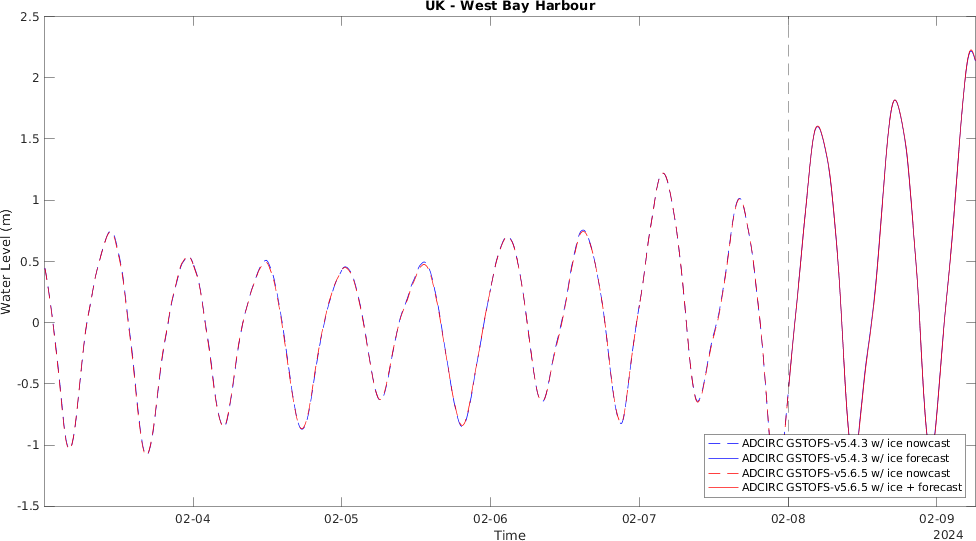 UK - West Bay Harbour
2.5
2
1.5
1
0.5
0
-0.5
-1
-1.5
Water Level (m)
02-04 02-05 02-06 02-07 02-08 02-09
Time
2024
ADCIRC GSTOFS-v5.4.3 w/ ice nowcast
ADCIRC GSTOFS-v5.4.3 w/ ice forecast
ADCIRC GSTOFS-v5.6.5 w/ ice nowcast
ADCIRC GSTOFS-v5.6.5 w/ ice + forecast